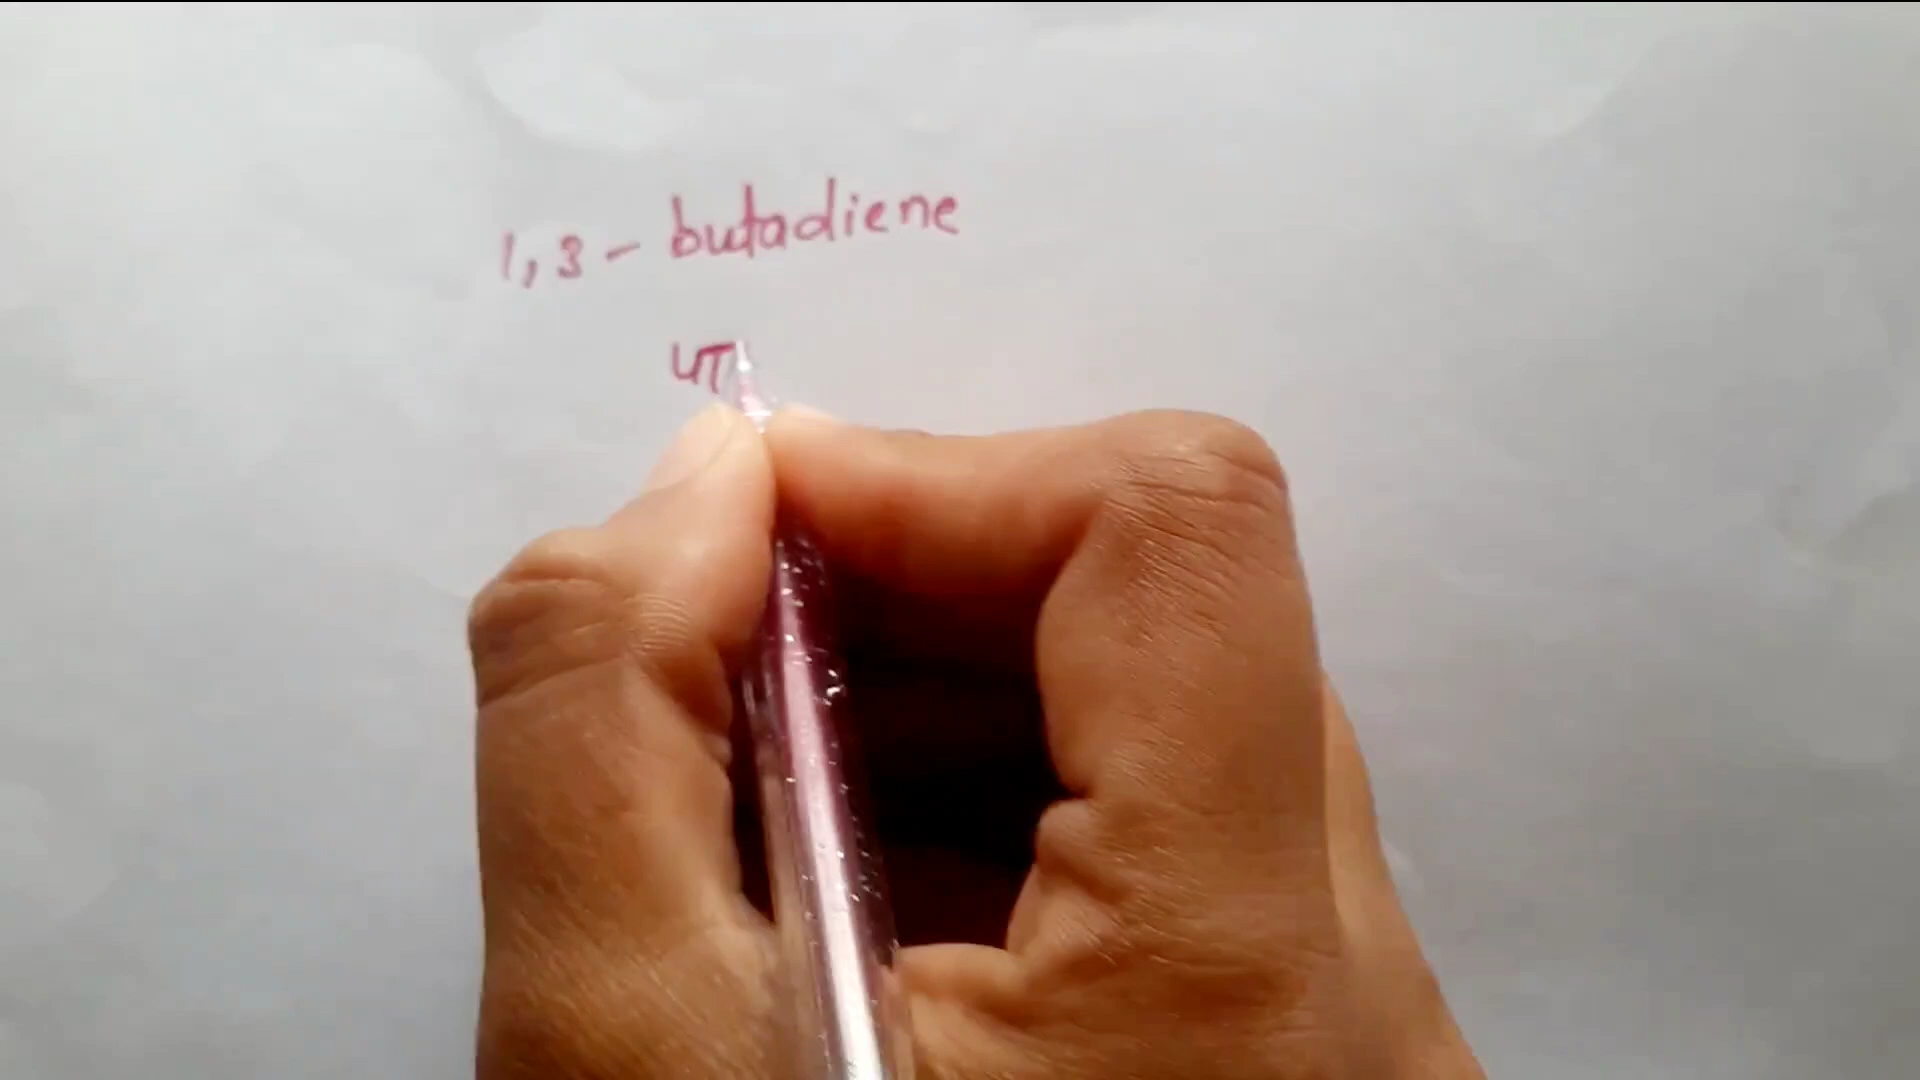 1,3 - butadiene
4π